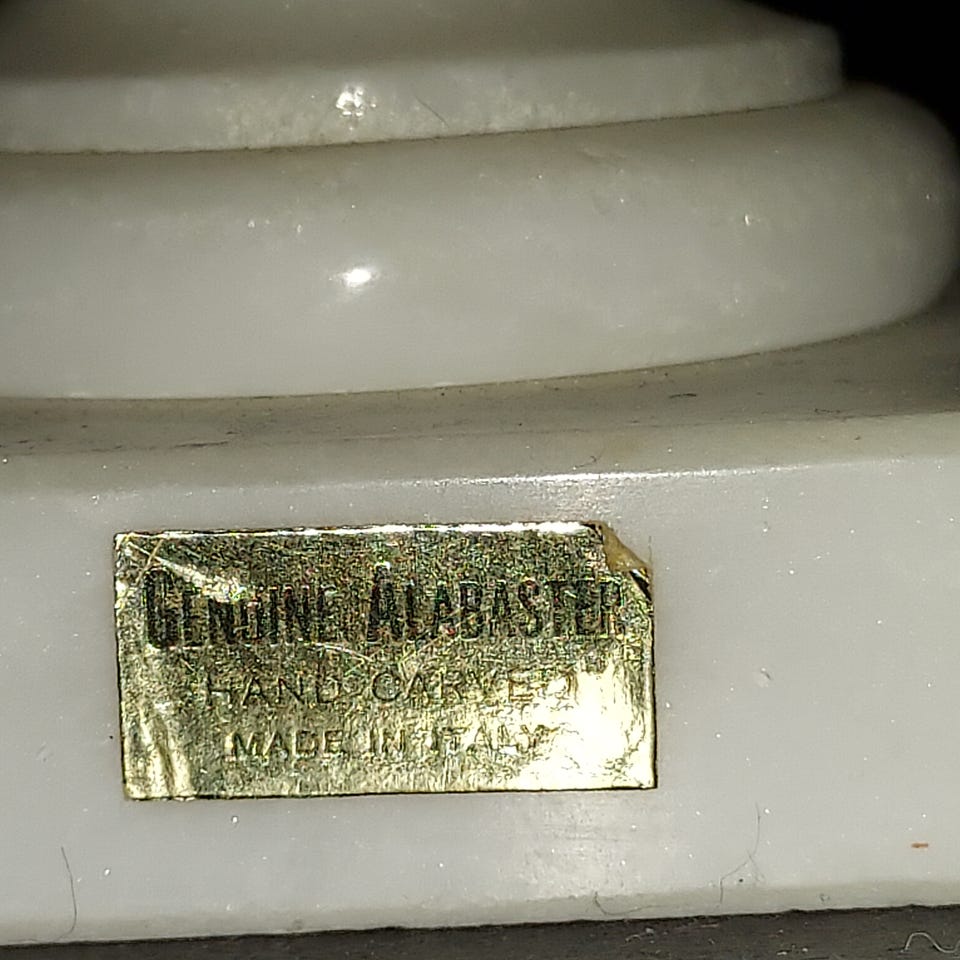 GENUINE ALABASTER
HAND CARVED
MADE IN ITALY